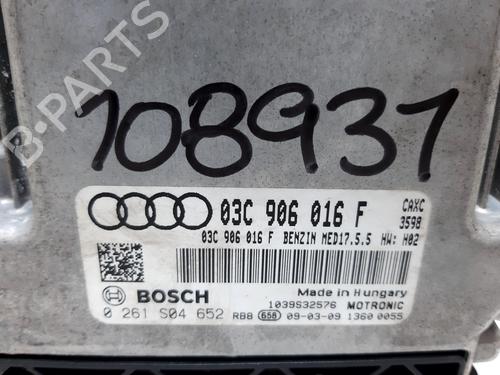 B-PARTS
108931
03C 906 016 F CAXC
3598
03C 906 016 F BENZIN MED17.5.5 HW: H02
Made in Hungary
BOSCH 1039S32576 MOTRONIC
0 261 S04 652 RBB 658 09-03-09 1360 0055